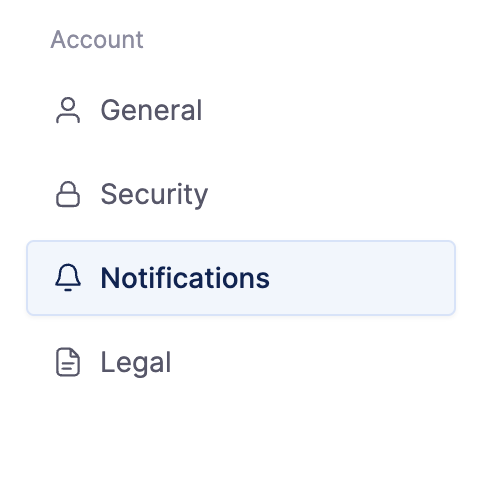 Account
General
Security
Notifications
Legal